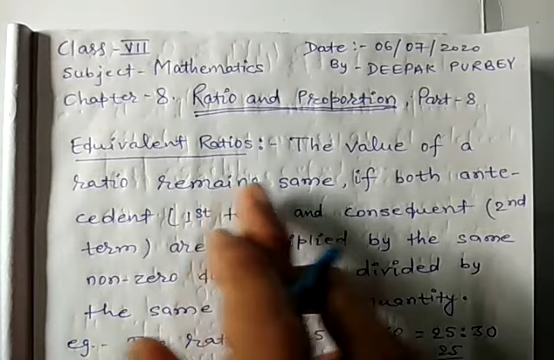 Class-VII Date:- 06/07/2020
Subject- Mathematics By- DEEPAK PURBEY
Chapter-8. Ratio and Proportion, Part-8
Equivalent Ratios:- The value of a
ratio remains same, if both ante-
cedent (1st and consequent (2nd
term) are by the same
non-zero divided by
the same quantity.
eg.- = 25:30
25